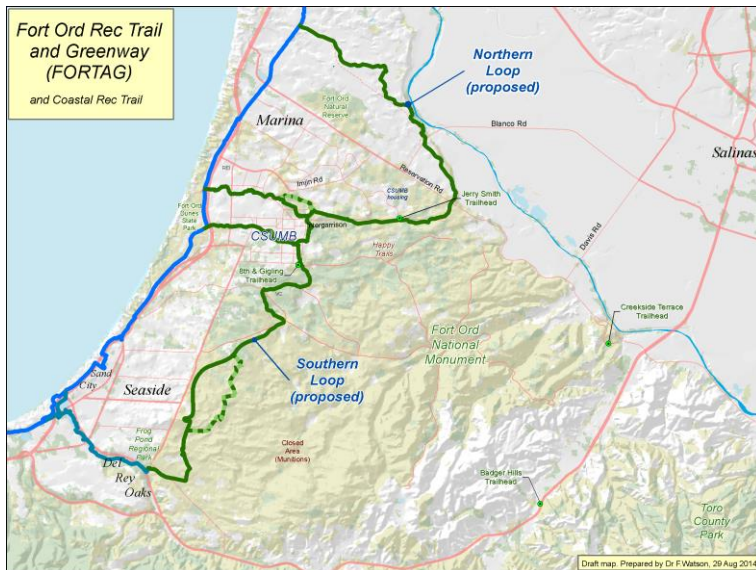 Fort Ord Rec Trail
and Greenway
(FORTAG)
and Coastal Rec Trail
Northern
Loop
(proposed)
Marina
Fort Ord
Natural
Reserve
Blanco Rd
Salinas
Imjin Rd
Reservation Rd
CSUMB
housing
Jerry Smith
Trailhead
Fort Ord
Dunes
State
Park
Intergarrison
CSUMB
Happy
Trails
Davis Rd
8th & Gigling
Trailhead
Creekside Terrace
Trailhead
Fort Ord
National
Monument
Southern
Loop
(proposed)
Sand
City
Seaside
Frog
Pond
Regional
Park
Closed
Area
(Munitions)
Del
Rey
Oaks
Badger Hills
Trailhead
Toro
County
Park
Draft map. Prepared by Dr F.Watson, 29 Aug 2014